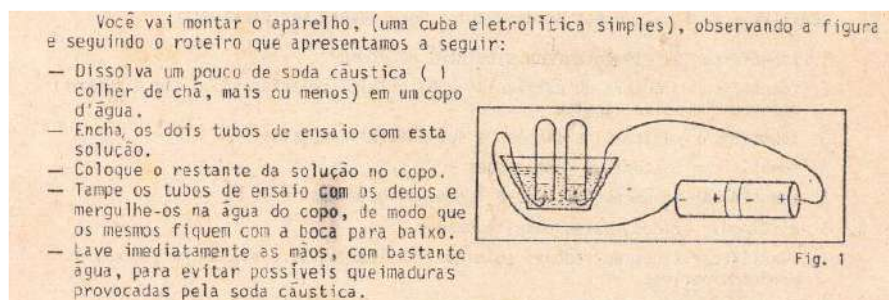 Você vai montar o aparelho, (uma cuba eletrolítica simples), observando a figura
e seguindo o roteiro que apresentamos a seguir:
— Dissolva um pouco de soda cáustica ( 1
colher de chá, mais ou menos) em um copo
d'água.
— Encha, os dois tubos de ensaio com esta
solução.
— Coloque o restante da solução no copo.
— Tampe os tubos de ensaio com os dedos e
mergulhe-os na água do copo, de modo que
os mesmos fiquem com a boca para baixo.
— Lave imediatamente as mãos, com bastante
água, para evitar possíveis queimaduras
provocadas pela soda cáustica.
- + - +
Fig. 1